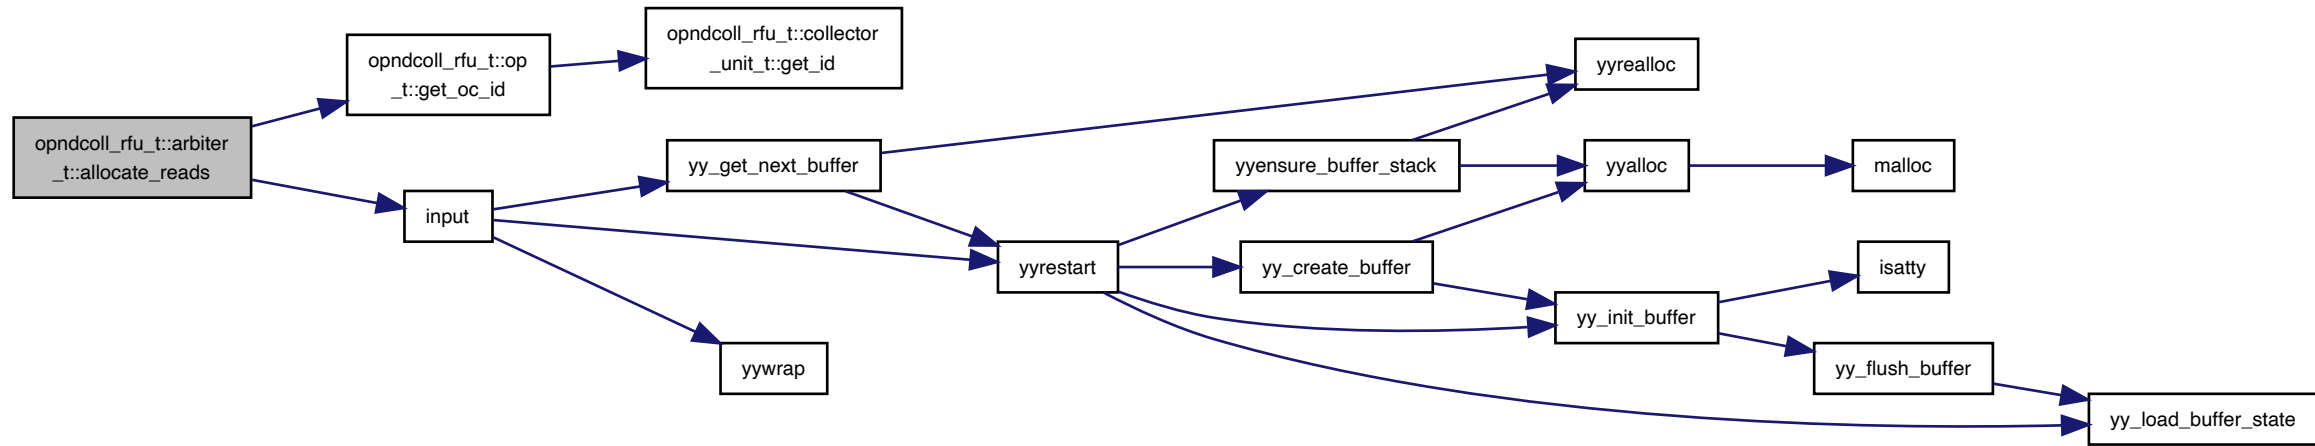 opndcoll_rfu_t::arbiter
_t::allocate_reads
opndcoll_rfu_t::op
_t::get_oc_id
opndcoll_rfu_t::collector
_unit_t::get_id
input
yy_get_next_buffer
yyrestart
yywrap
yyensure_buffer_stack
yy_create_buffer
yyrealloc
yyalloc
yy_init_buffer
malloc
isatty
yy_flush_buffer
yy_load_buffer_state